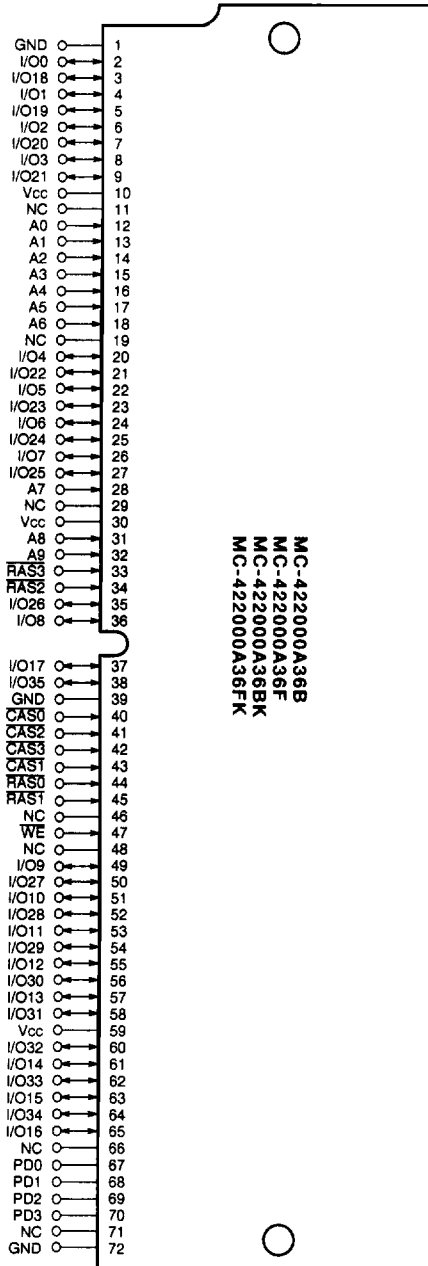 GND 1
I/O0 2
I/O18 3
I/O1 4
I/O19 5
I/O2 6
I/O20 7
I/O3 8
I/O21 9
Vcc 10
NC 11
A0 12
A1 13
A2 14
A3 15
A4 16
A5 17
A6 18
NC 19
I/O4 20
I/O22 21
I/O5 22
I/O23 23
I/O6 24
I/O24 25
I/O7 26
I/O25 27
A7 28
NC 29
Vcc 30
A8 31
A9 32
RAS3 33
RAS2 34
I/O26 35
I/O8 36
I/O17 37
I/O35 38
GND 39
CAS0 40
CAS2 41
CAS3 42
CAS1 43
RAS0 44
RAS1 45
NC 46
WE 47
NC 48
I/O9 49
I/O27 50
I/O10 51
I/O28 52
I/O11 53
I/O29 54
I/O12 55
I/O30 56
I/O13 57
I/O31 58
Vcc 59
I/O32 60
I/O14 61
I/O33 62
I/O15 63
I/O34 64
I/O16 65
NC 66
PD0 67
PD1 68
PD2 69
PD3 70
NC 71
GND 72
MC-422000A36B
MC-422000A36F
MC-422000A36BK
MC-422000A36FK